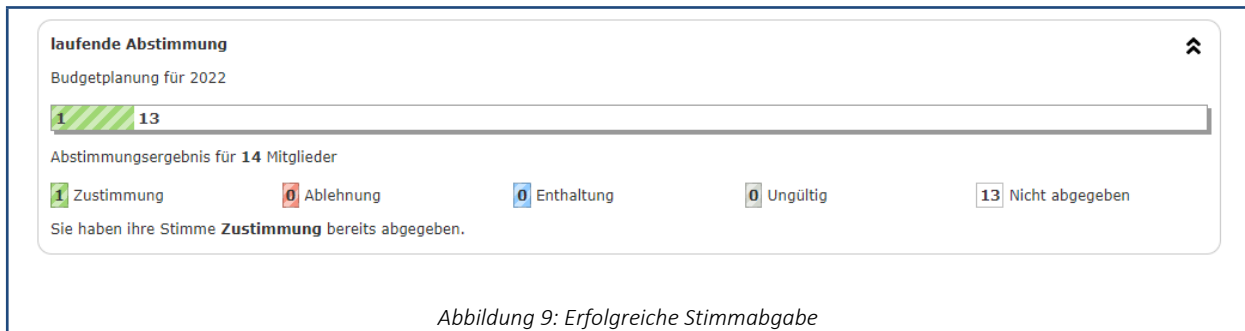 laufende Abstimmung
Budgetplanung für 2022
1 13
Abstimmungsergebnis für 14 Mitglieder
1 Zustimmung 0 Ablehnung 0 Enthaltung 0 Ungültig 13 Nicht abgegeben
Sie haben ihre Stimme Zustimmung bereits abgegeben.
Abbildung 9: Erfolgreiche Stimmabgabe